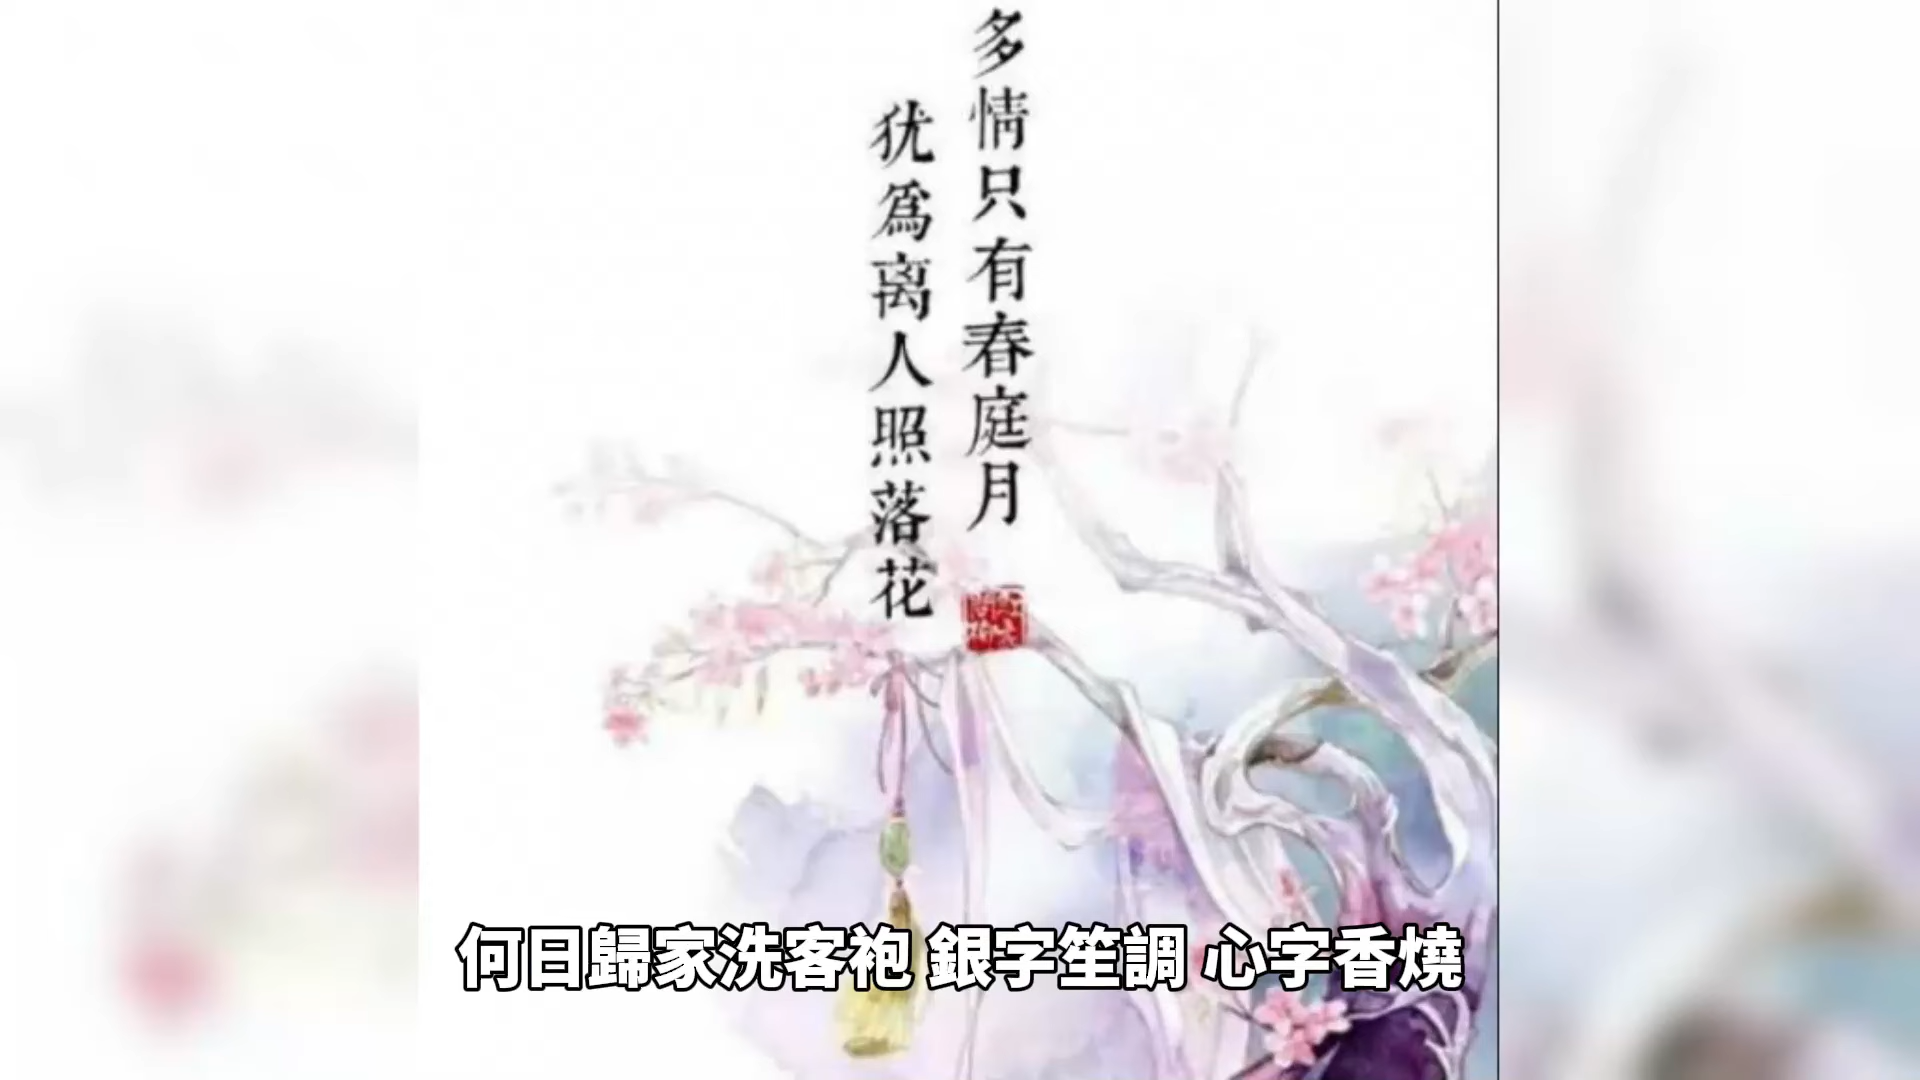 多情只有春庭月
犹為离人照落花
何日歸家洗客袍 銀字笙調 心字香燒